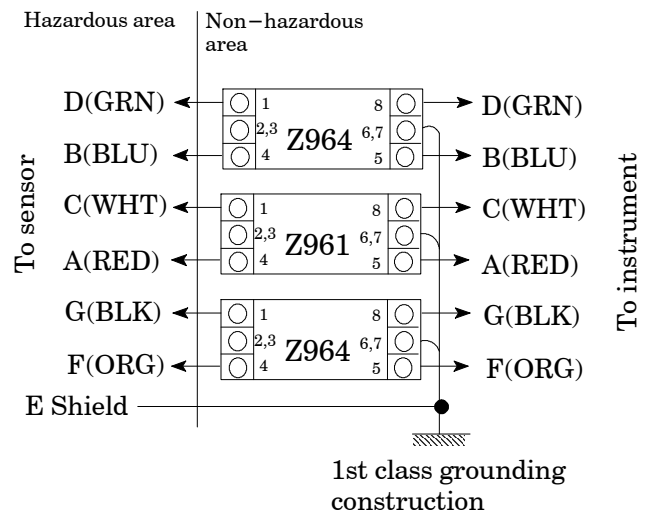 Hazardous area
Non-hazardous
area
D(GRN)
1
8
D(GRN)
2,3
Z964
6,7
B(BLU)
4
5
B(BLU)
C(WHT)
1
8
C(WHT)
2,3
Z961
6,7
A(RED)
4
5
A(RED)
G(BLK)
1
8
G(BLK)
2,3
Z964
6,7
F(ORG)
4
5
F(ORG)
To sensor
To instrument
E Shield
1st class grounding
construction